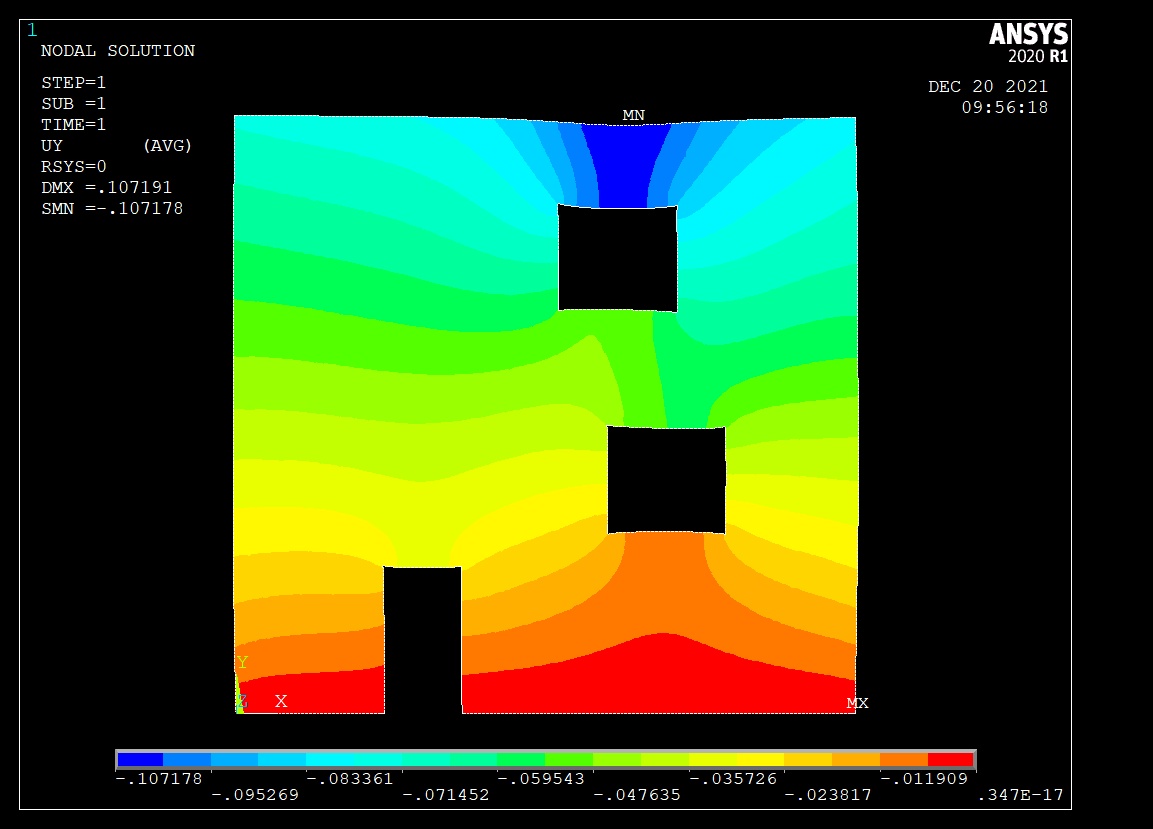 1
ANSYS
2020 R1
NODAL SOLUTION
STEP=1
SUB =1
TIME=1
UY (AVG)
RSYS=0
DMX =.107191
SMN =-.107178
DEC 20 2021
09:56:18
MN
Y
Z X
MX
-.107178 -.083361 -.059543 -.035726 -.011909
-.095269 -.071452 -.047635 -.023817 .347E-17